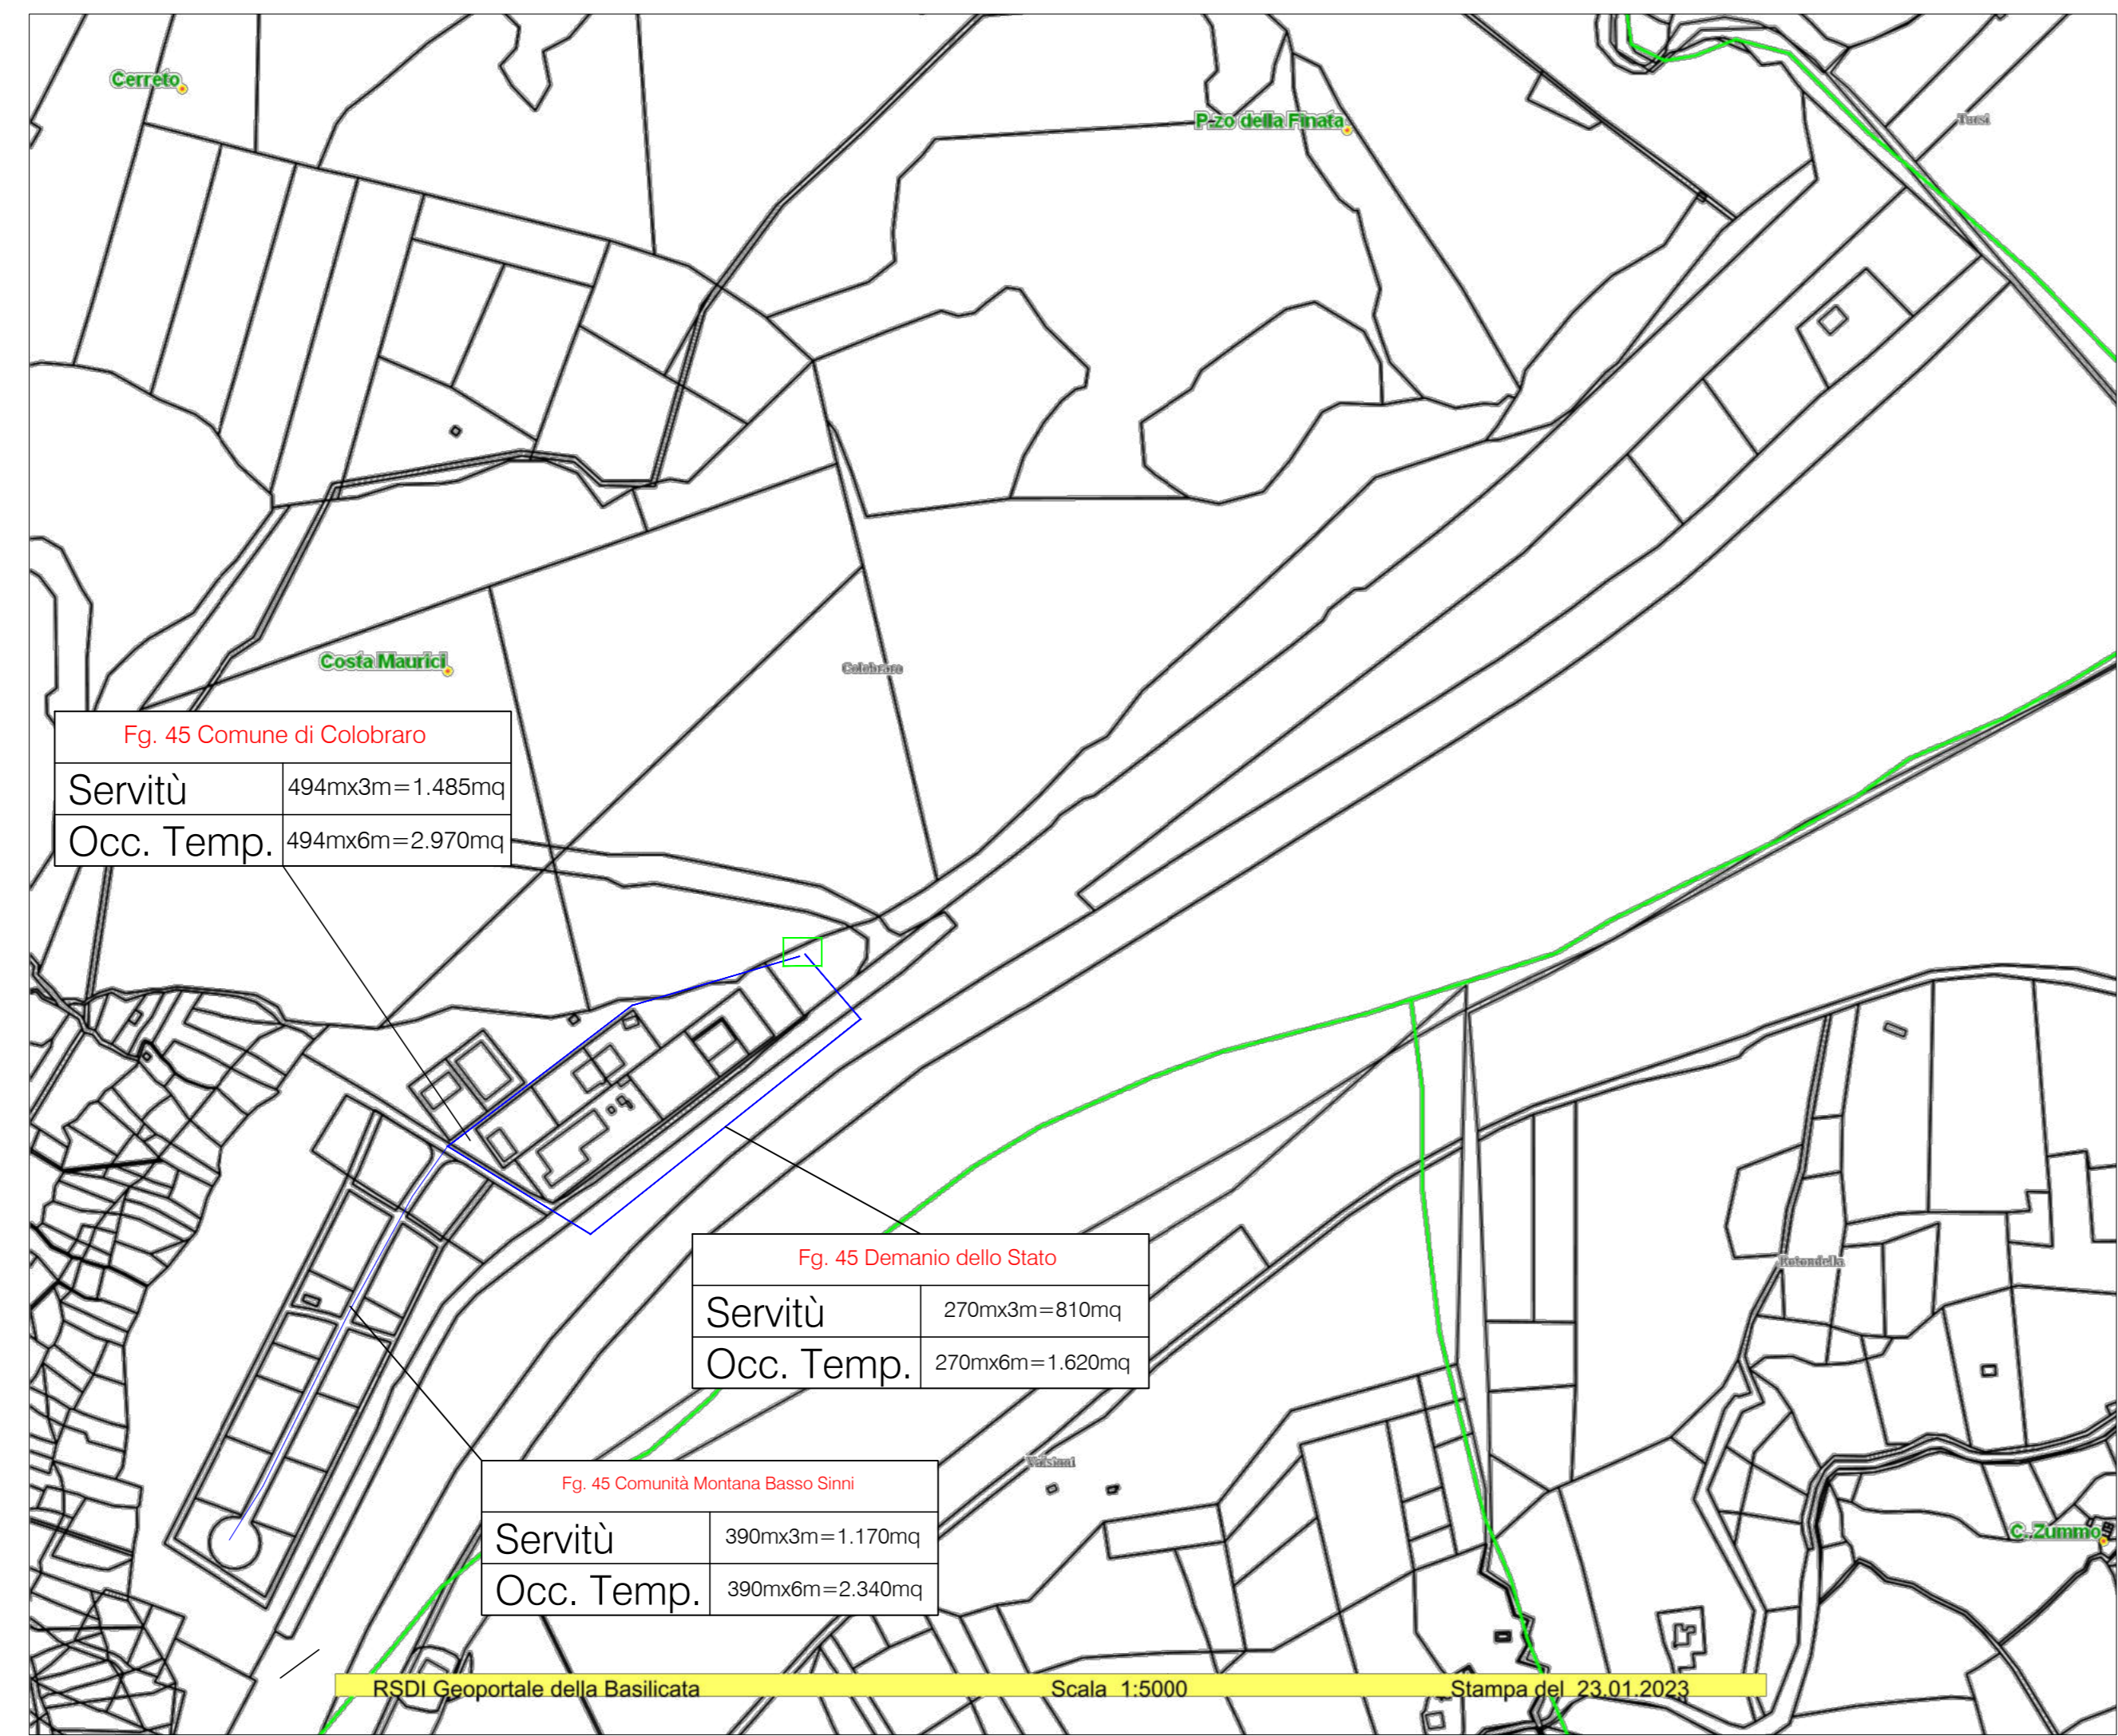 Cerreto
P.zo della Finata
Tursi
Costa Maurici
Colobraro
Fg. 45 Comune di Colobraro
Servitù 494mx3m=1.485mq
Occ. Temp. 494mx6m=2.970mq
Fg. 45 Demanio dello Stato
Servitù 270mx3m=810mq
Occ. Temp. 270mx6m=1.620mq
Rotondella
Valsinni
Fg. 45 Comunità Montana Basso Sinni
Servitù 390mx3m=1.170mq
Occ. Temp. 390mx6m=2.340mq
C. Zummo
RSDI Geoportale della Basilicata Scala 1:5000 Stampa del 23.01.2023